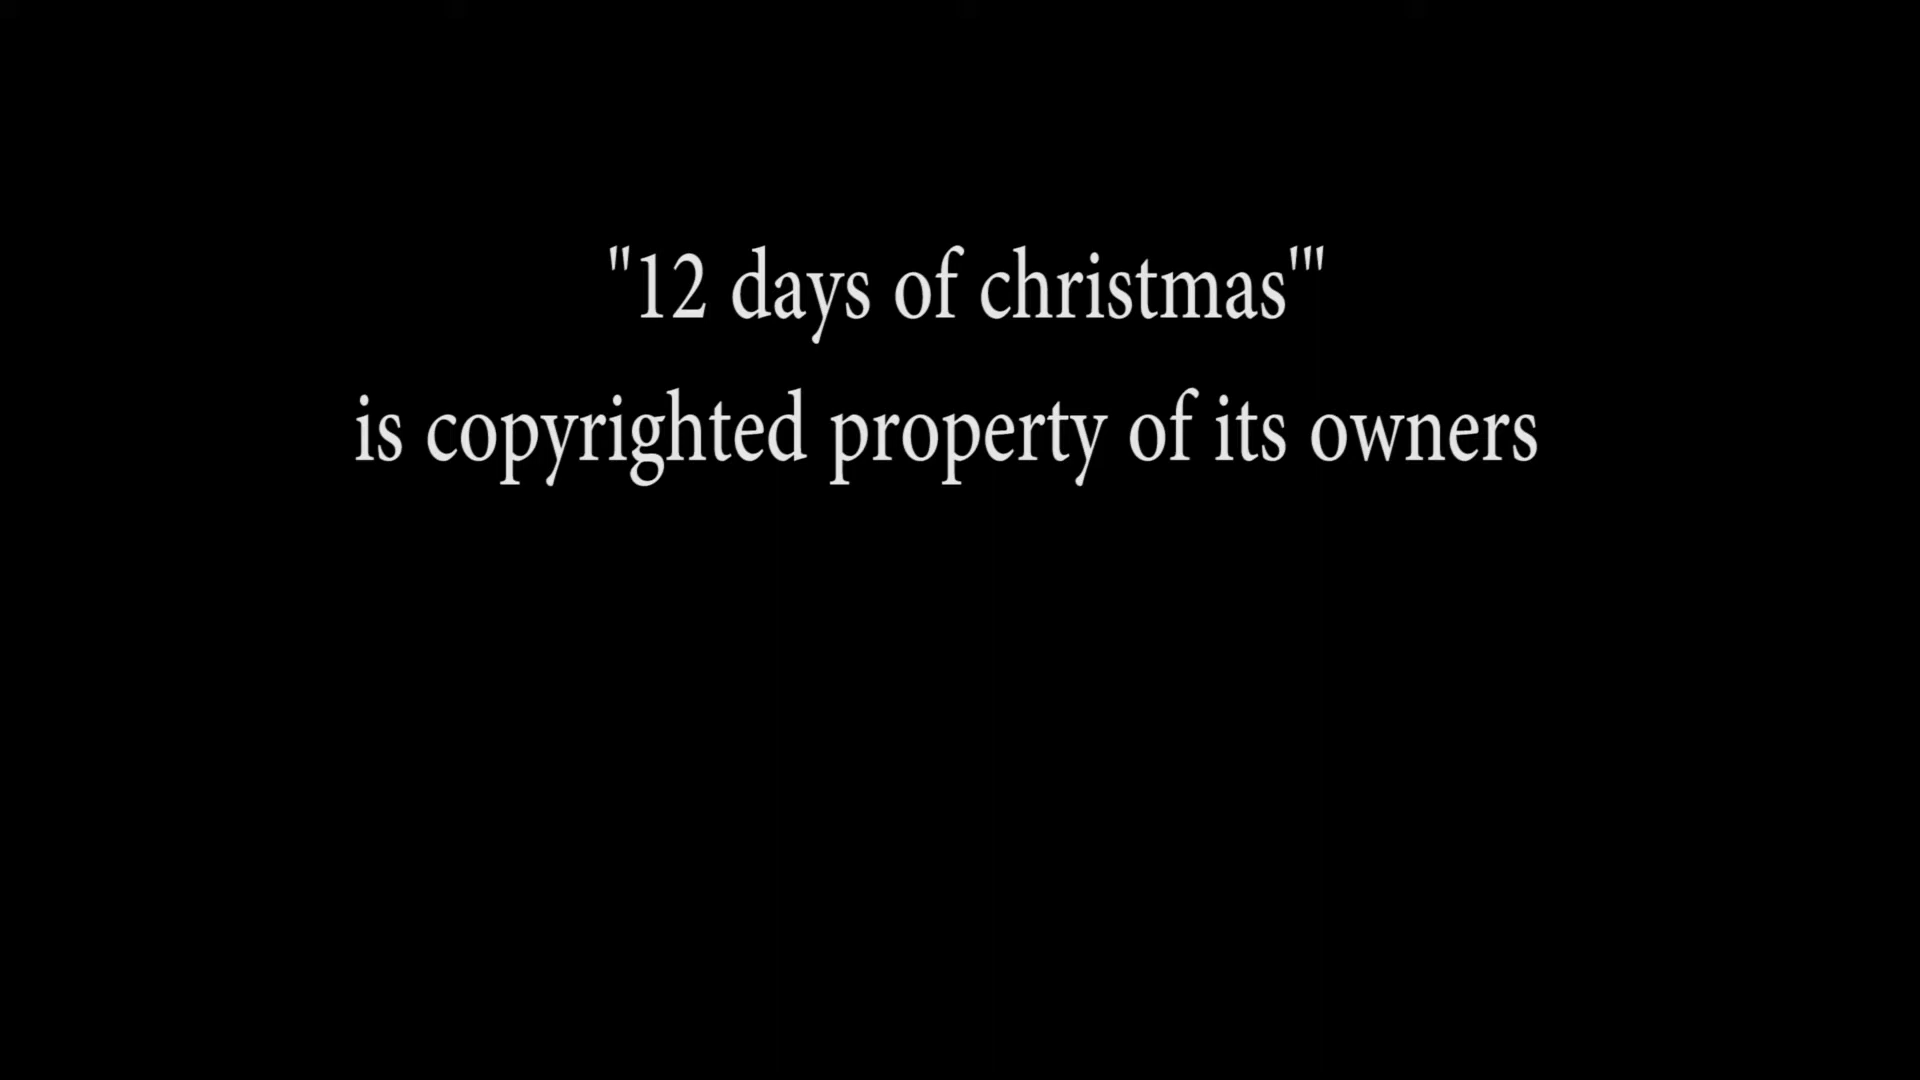 "12 days of christmas'"
is copyrighted property of its owners